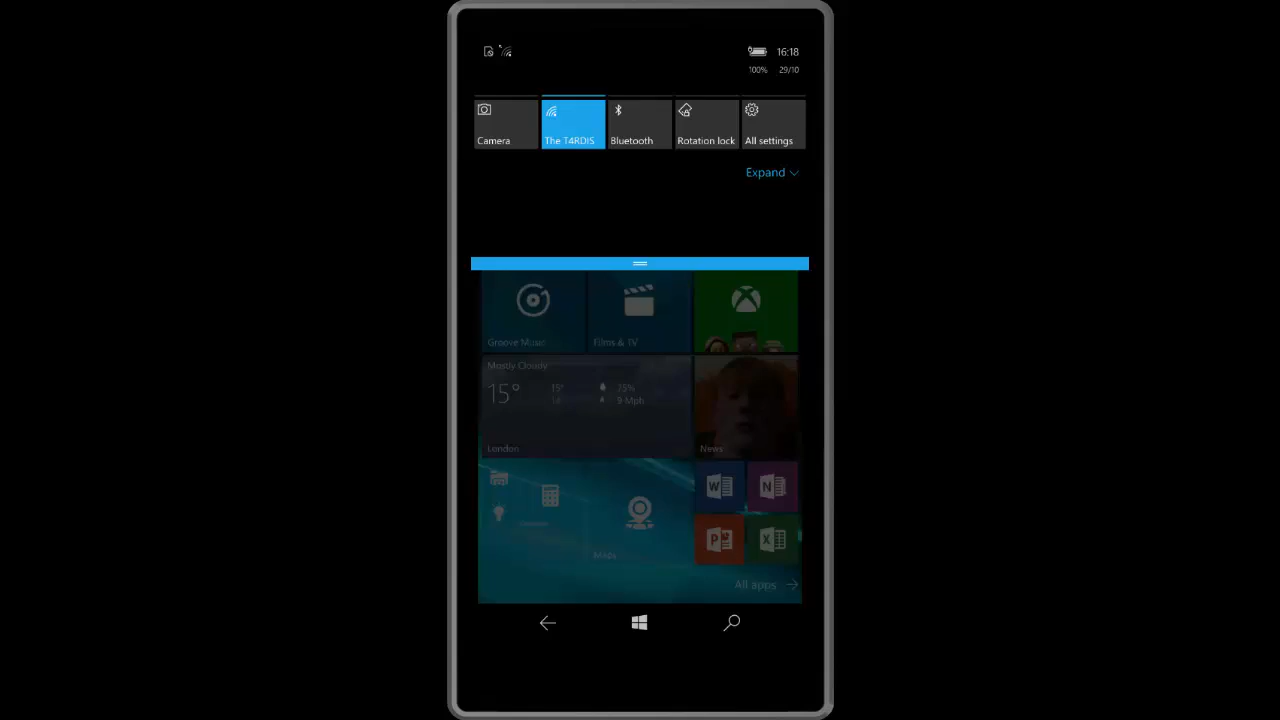 16:18
100% 29/10
Camera The T4RDIS Bluetooth Rotation lock All settings
Expand
Groove Music Films & TV
Mostly Cloudy
15° 15° 75%
9 Mph
London News
Maps
All apps